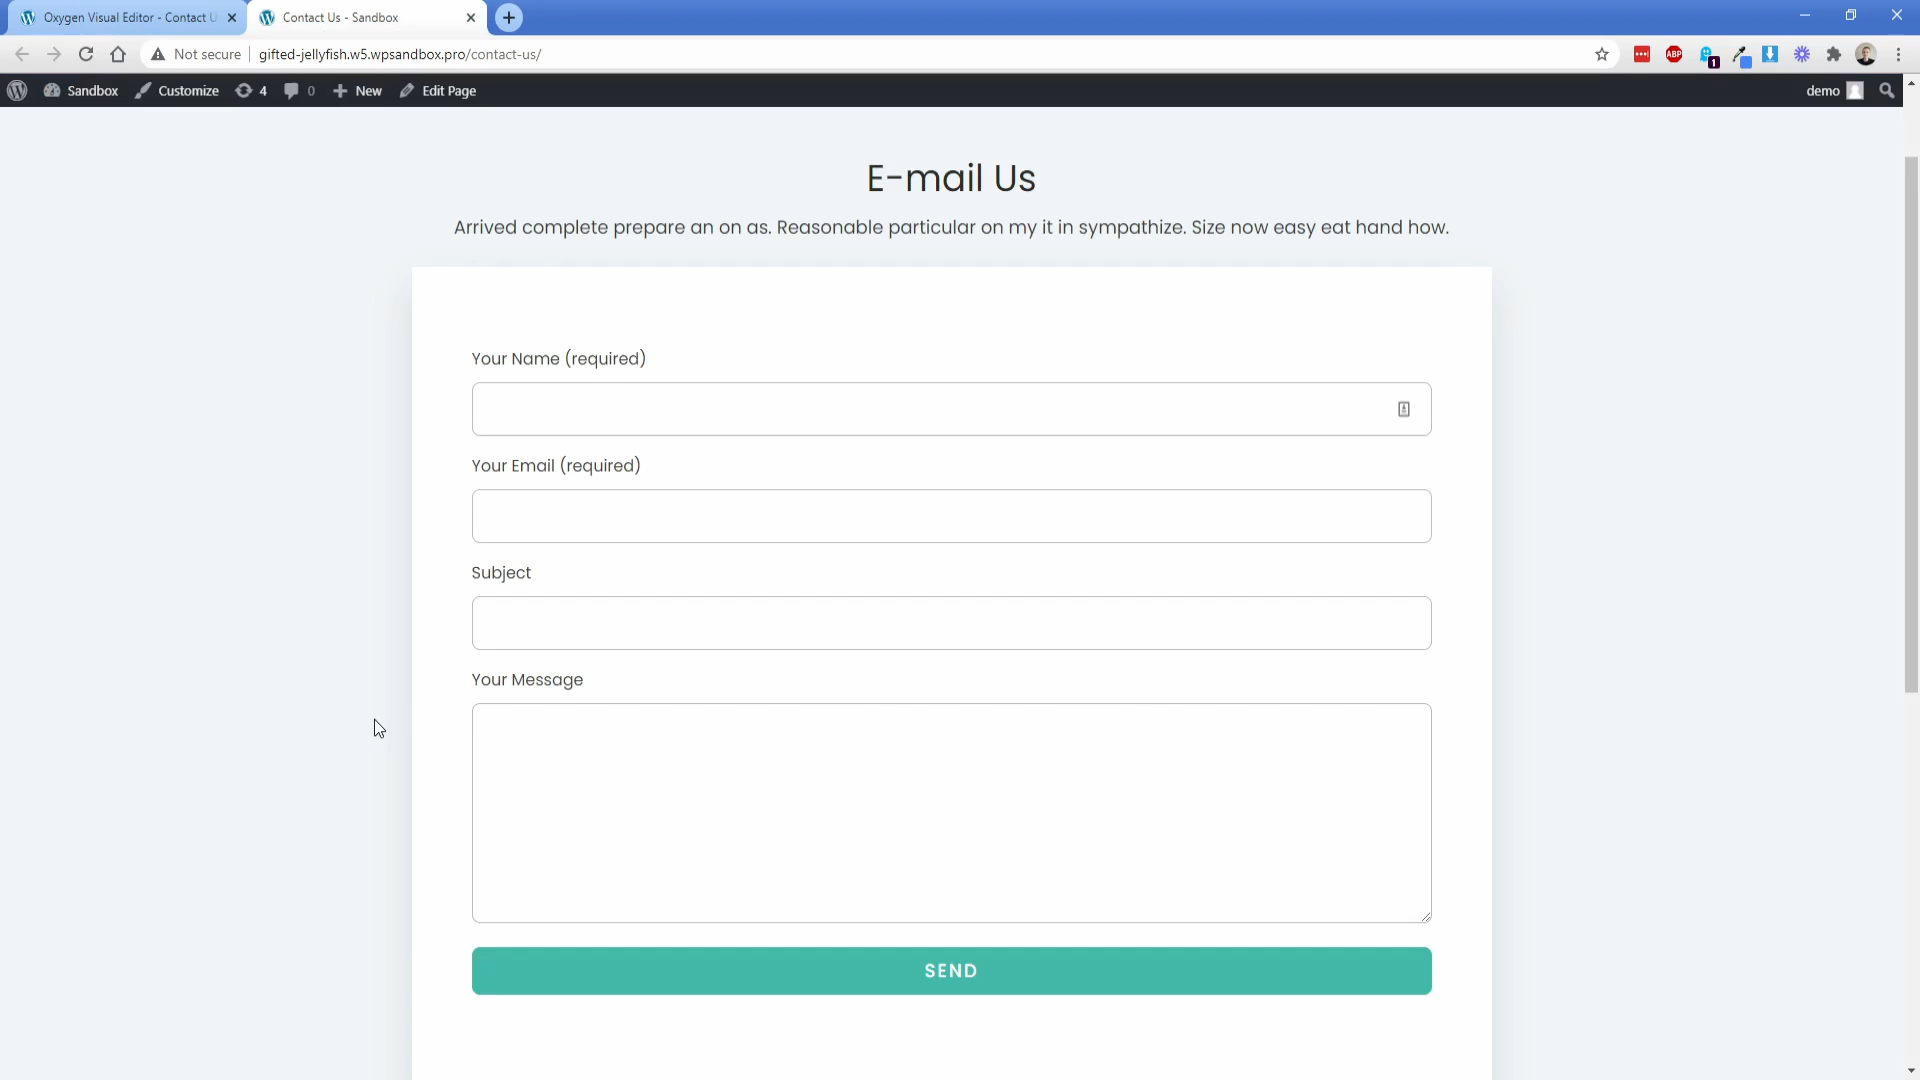 Oxygen Visual Editor - Contact U
Contact Us - Sandbox
Not secure
gifted-jellyfish.w5.wpsandbox.pro/contact-us/
ABP
1
Sandbox
Customize
4
0
New
Edit Page
demo
E-mail Us
Arrived complete prepare an on as. Reasonable particular on my it in sympathize. Size now easy eat hand how.
Your Name (required)
Your Email (required)
Subject
Your Message
SEND